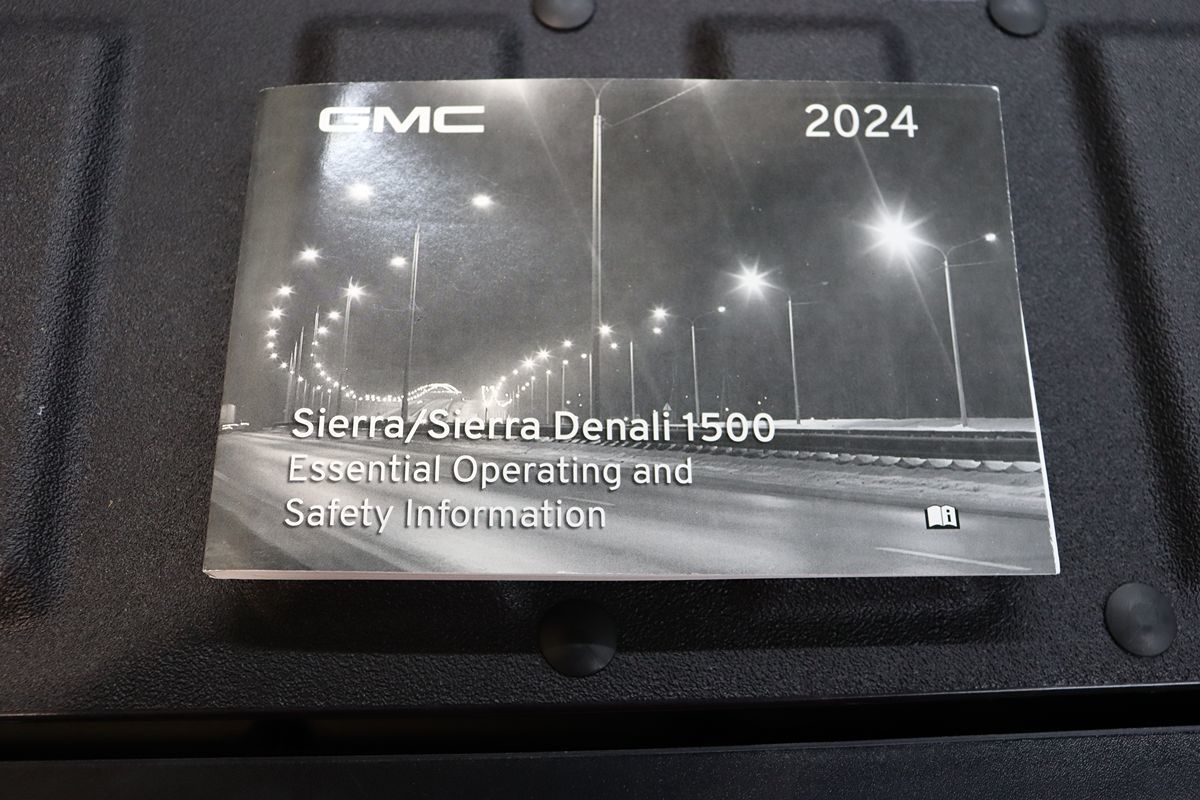 GMC 2024
Sierra/Sierra Denali 1500
Essential Operating and
Safety Information